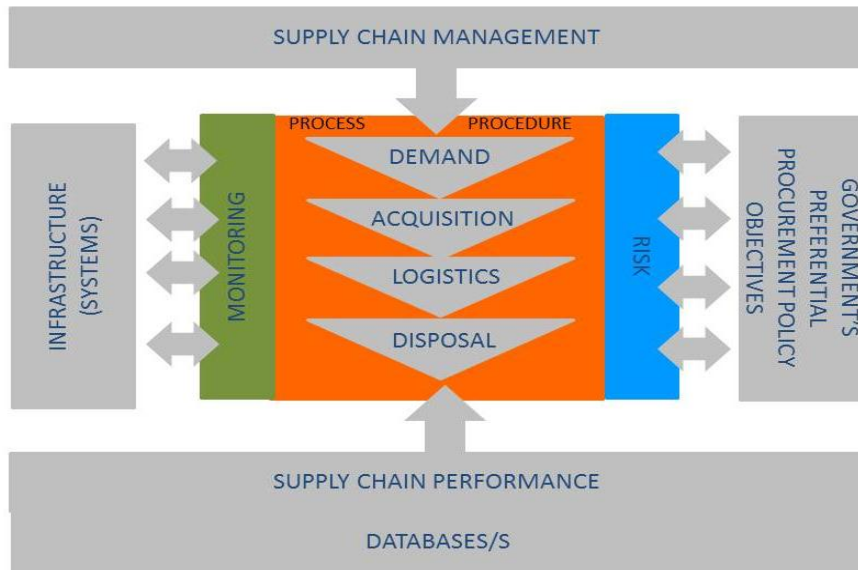 SUPPLY CHAIN MANAGEMENT
PROCESS
PROCEDURE
DEMAND
ACQUISITION
LOGISTICS
DISPOSAL
INFRASTRUCTURE
(SYSTEMS)
MONITORING
RISK
GOVERNMENT'S
PREFERENTIAL
PROCUREMENT POLICY
OBJECTIVES
SUPPLY CHAIN PERFORMANCE
DATABASES/S